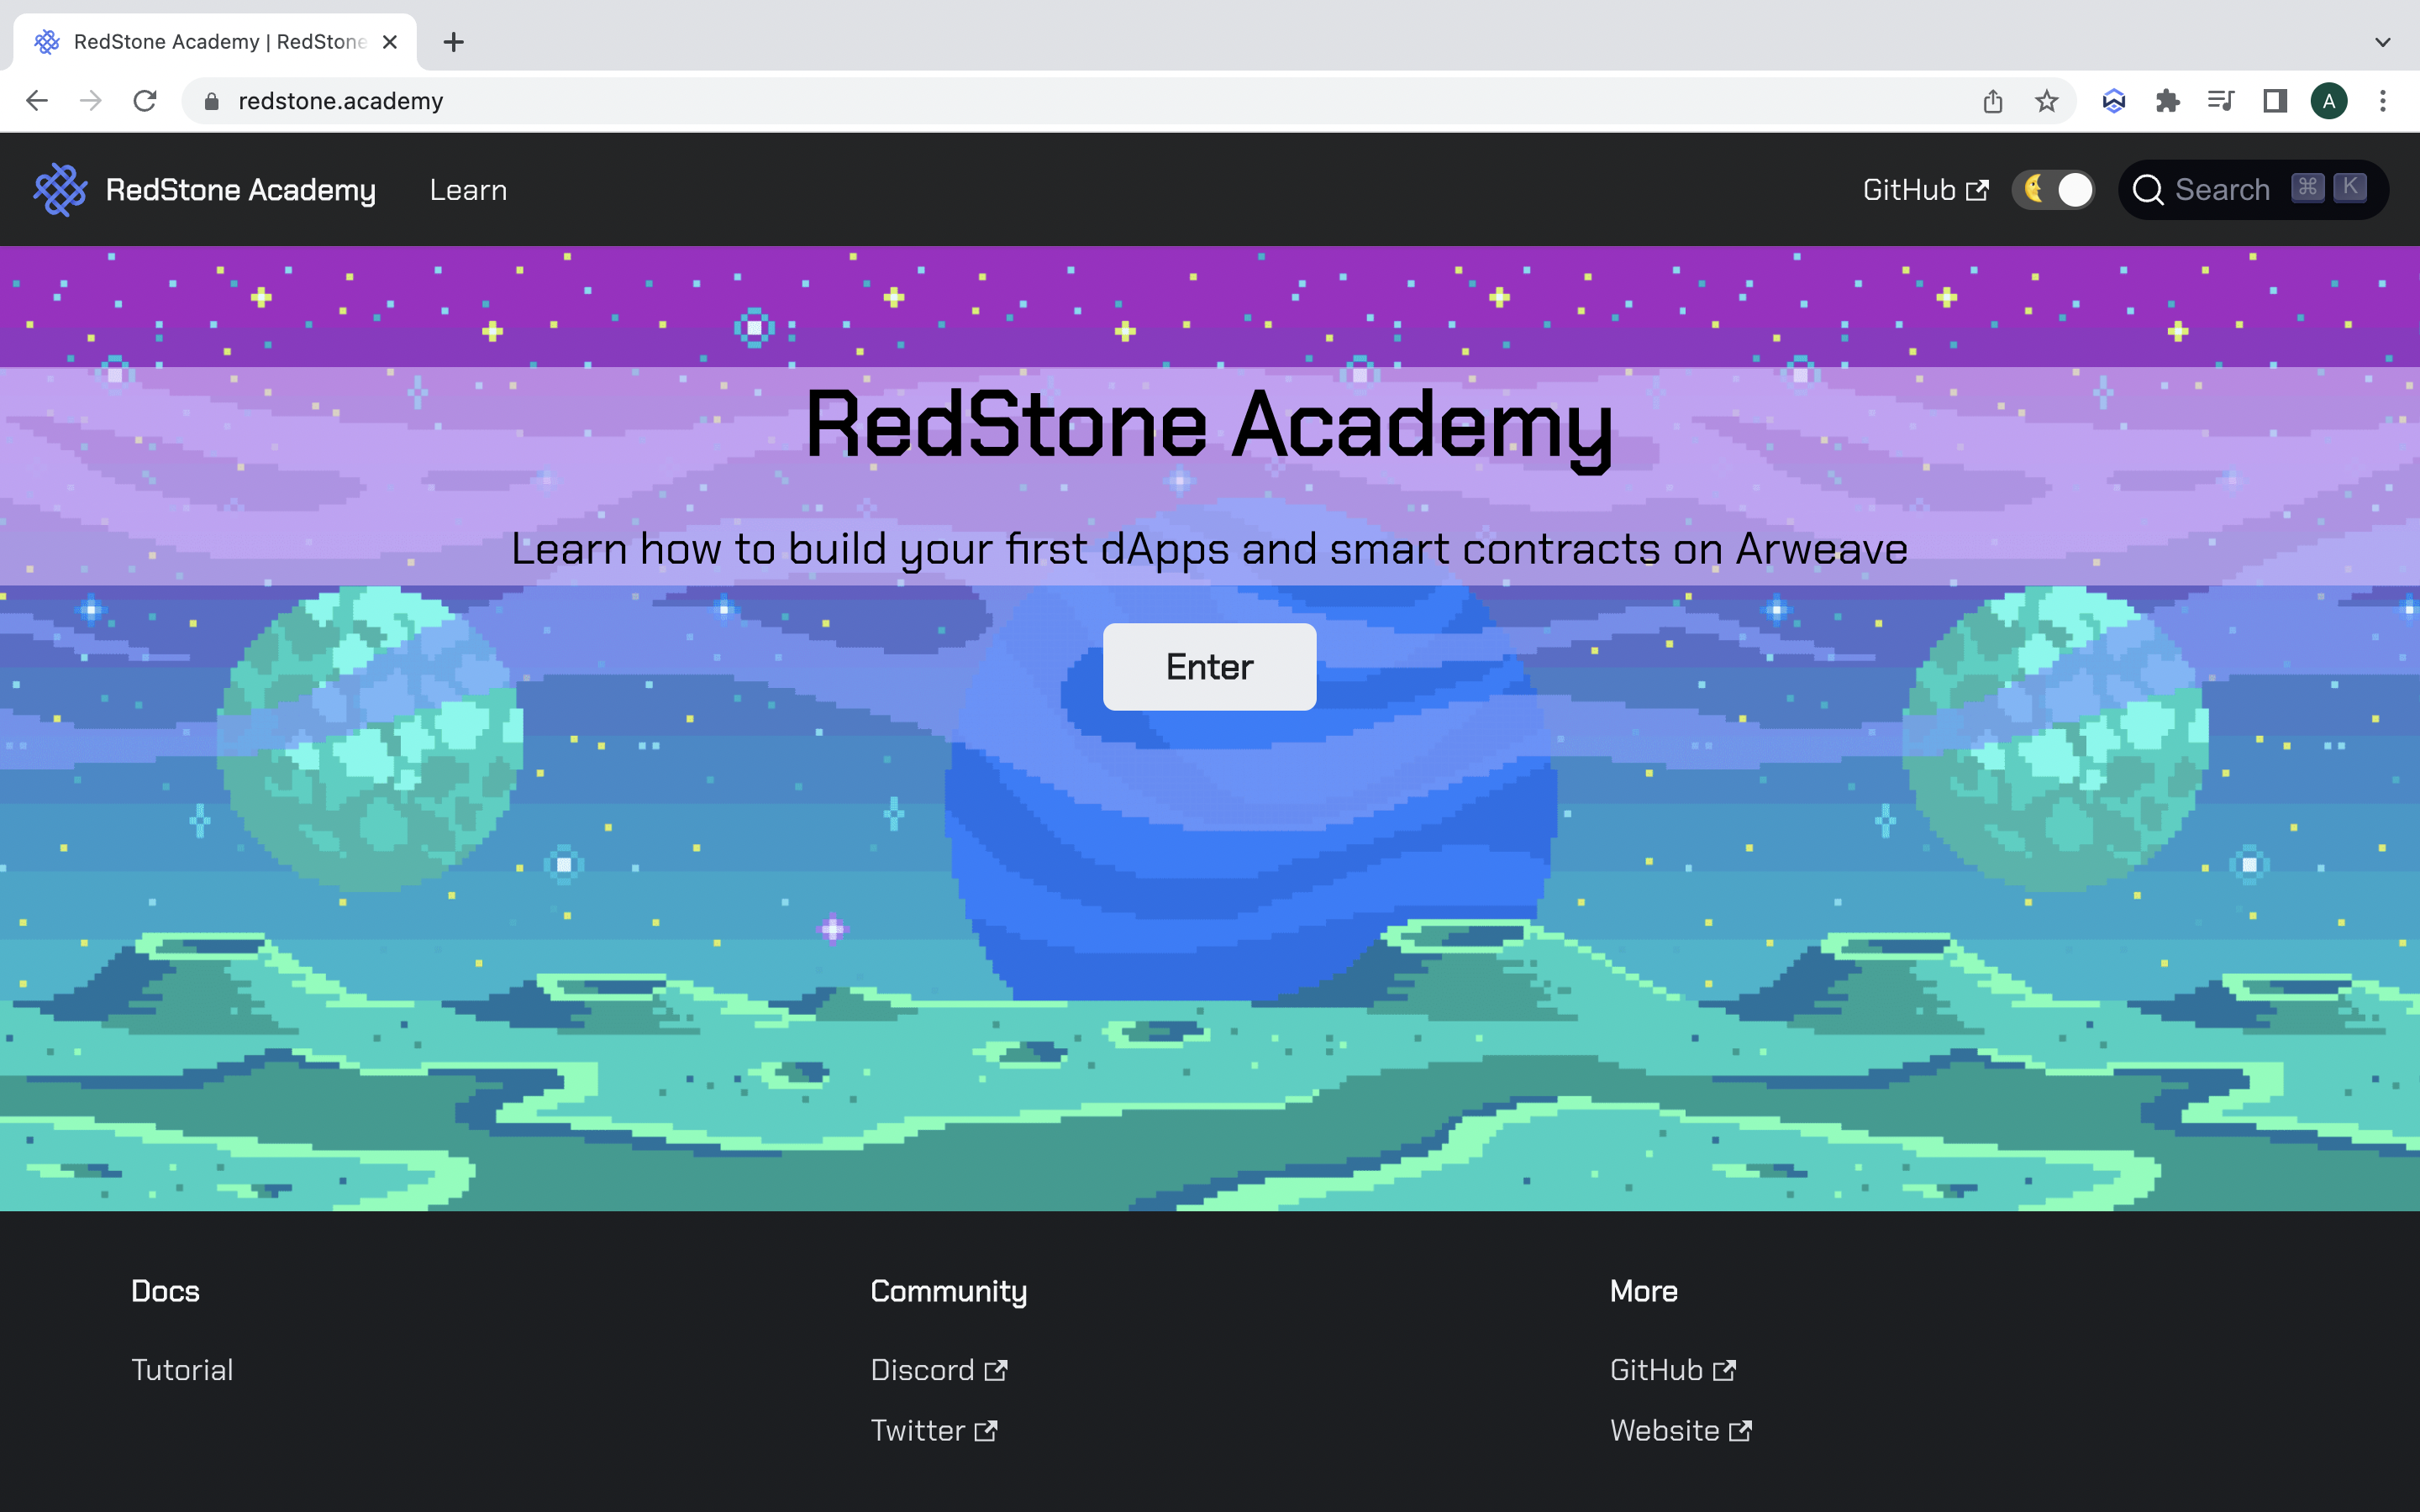 RedStone Academy | RedStone
redstone.academy
A
RedStone Academy
Learn
GitHub
Search ⌘ K
RedStone Academy
Learn how to build your first dApps and smart contracts on Arweave
Enter
Docs
Tutorial
Community
Discord
Twitter
More
GitHub
Website